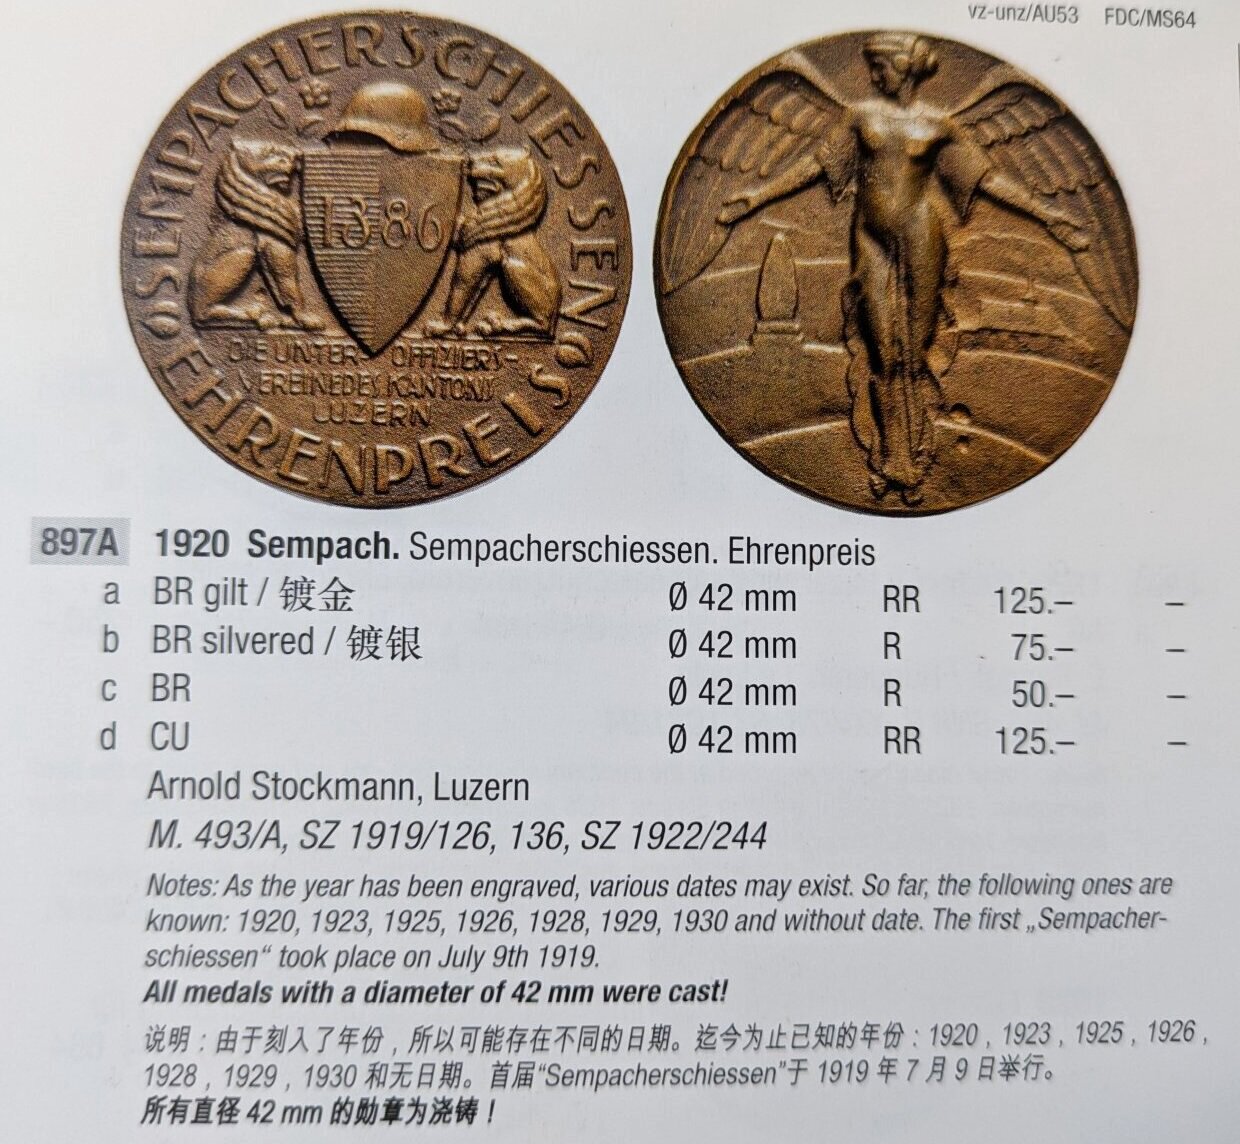 vz-unz/AU53 FDC/MS64
SEMPACHERSCHIESSEN
1386
DIE UNTER- OFFIZIERS-
VEREINE DES KANTONS
LUZERN
EHRENPREIS
897A 1920 Sempach. Sempacherschiessen. Ehrenpreis
a BR gilt / 镀金 Ø 42 mm RR 125.– –
b BR silvered / 镀银 Ø 42 mm R 75.– –
c BR Ø 42 mm R 50.– –
d CU Ø 42 mm RR 125.– –
Arnold Stockmann, Luzern
M. 493/A, SZ 1919/126, 136, SZ 1922/244
Notes: As the year has been engraved, various dates may exist. So far, the following ones are
known: 1920, 1923, 1925, 1926, 1928, 1929, 1930 and without date. The first „Sempacher-
schiessen“ took place on July 9th 1919.
All medals with a diameter of 42 mm were cast!
说明：由于刻入了年份，所以可能存在不同的日期。迄今为止已知的年份：1920，1923，1925，1926，
1928，1929，1930 和无日期。首届“Sempacherschiessen”于 1919 年 7 月 9 日举行。
所有直径 42 mm 的勋章为浇铸！